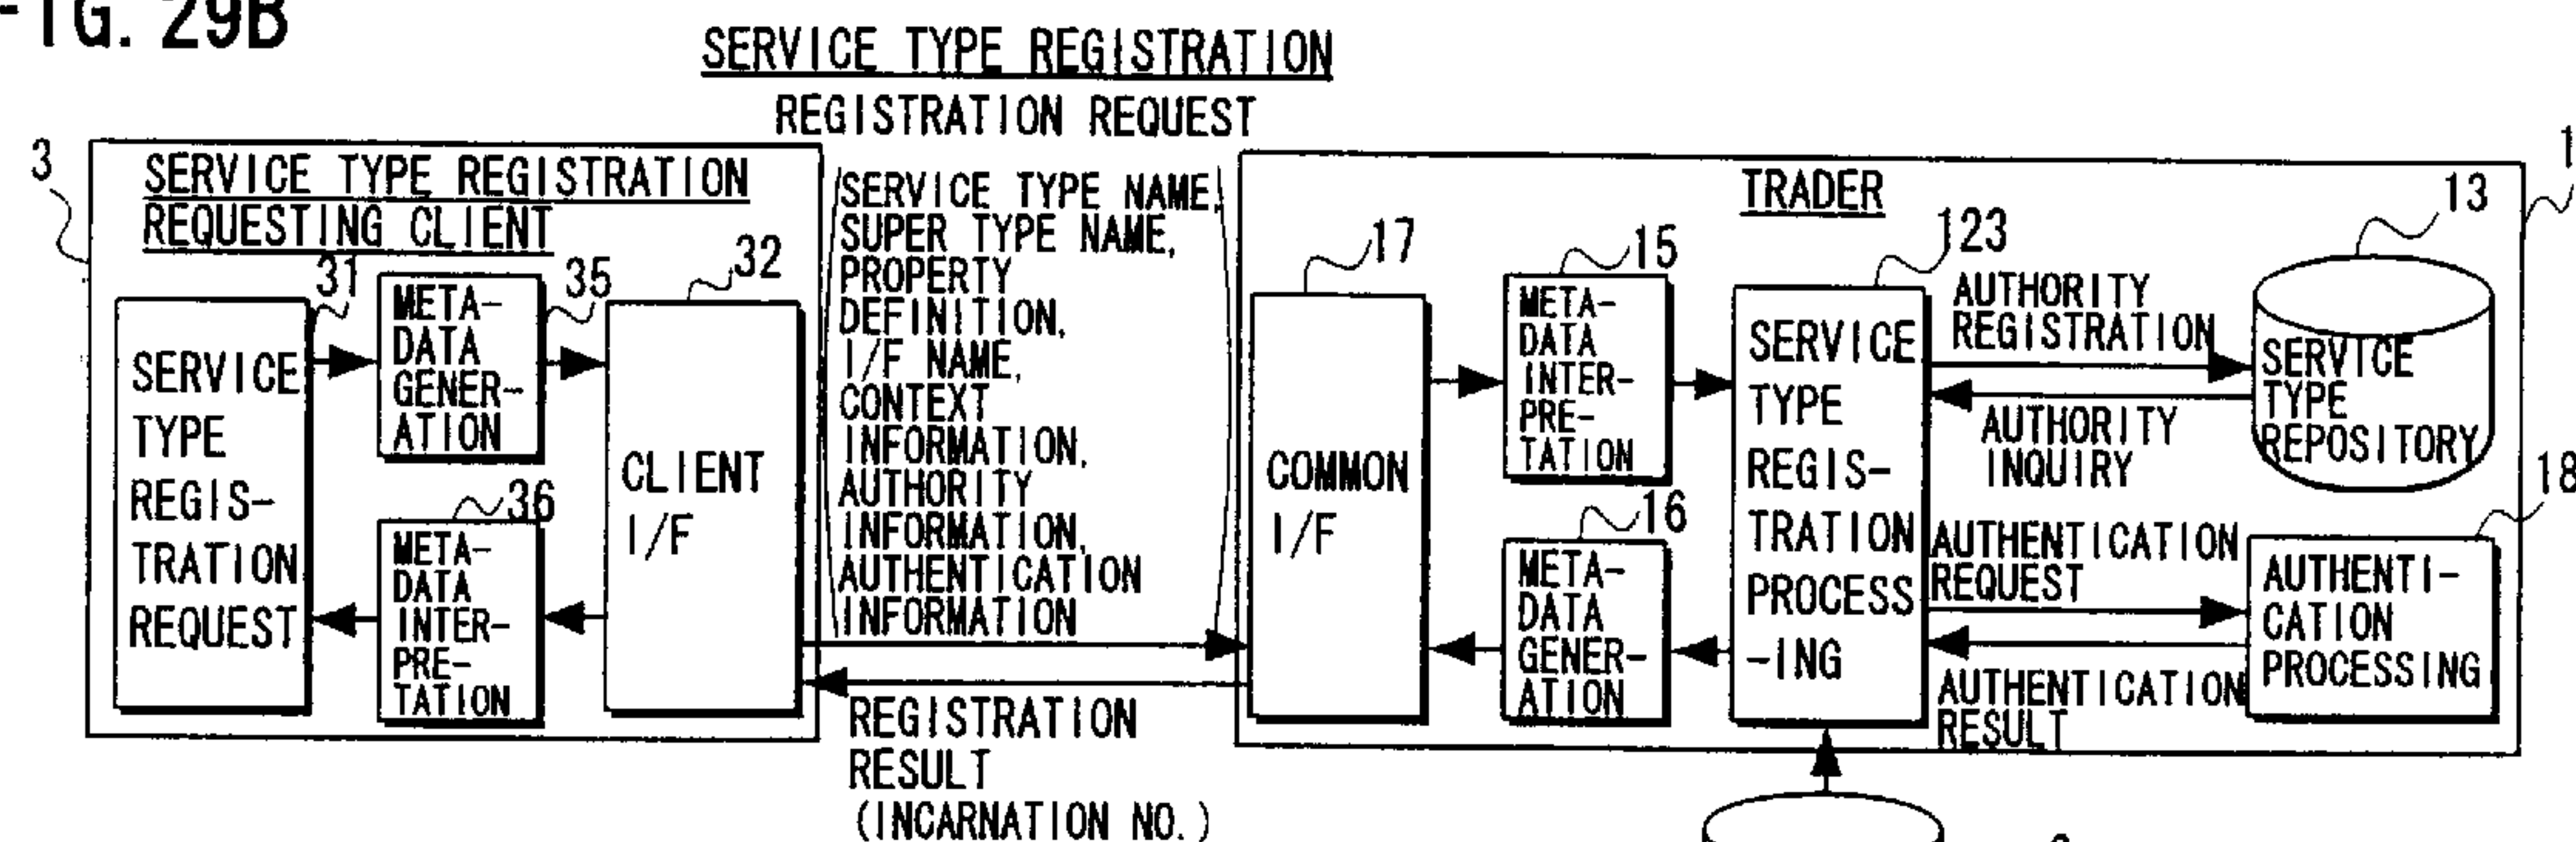 FIG. 29B
SERVICE TYPE REGISTRATION
REGISTRATION REQUEST
3
SERVICE TYPE REGISTRATION
REQUESTING CLIENT
31
SERVICE
TYPE
REGIS-
TRATION
REQUEST
35
META-
DATA
GENER-
ATION
36
META-
DATA
INTER-
PRE-
TATION
32
CLIENT
I/F
SERVICE TYPE NAME,
SUPER TYPE NAME,
PROPERTY
DEFINITION,
I/F NAME,
CONTEXT
INFORMATION,
AUTHORITY
INFORMATION,
AUTHENTICATION
INFORMATION
REGISTRATION
RESULT
(INCARNATION NO.)
1
TRADER
17
COMMON
I/F
15
META-
DATA
INTER-
PRE-
TATION
16
META-
DATA
GENER-
ATION
123
SERVICE
TYPE
REGIS-
TRATION
PROCESS
-ING
AUTHORITY
REGISTRATION
AUTHORITY
INQUIRY
13
SERVICE
TYPE
REPOSITORY
AUTHENTICATION
REQUEST
AUTHENTICATION
RESULT
18
AUTHENTI-
CATION
PROCESSING